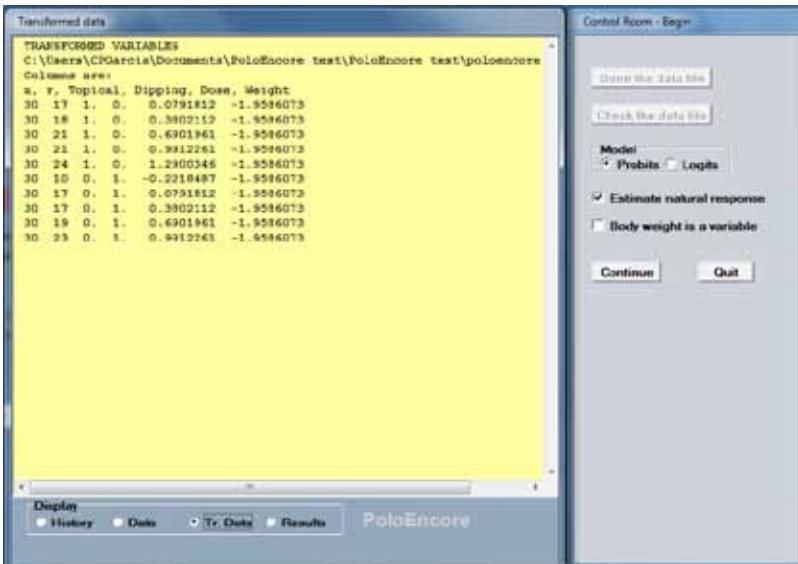 Transformed data
TRANSFORMED VARIABLES
C:\Users\CPGarcia\Documents\PoloEncore test\PoloEncore test\poloencore
Columns are:
n, r, Topical, Dipping, Dose, Weight
30 17 1. 0. 0.0791812 -1.9586073
30 18 1. 0. 0.3802112 -1.9586073
30 21 1. 0. 0.6901961 -1.9586073
30 21 1. 0. 0.9912261 -1.9586073
30 24 1. 0. 1.2900346 -1.9586073
30 10 0. 1. -0.2218487 -1.9586073
30 17 0. 1. 0.0791812 -1.9586073
30 17 0. 1. 0.3802112 -1.9586073
30 19 0. 1. 0.6901961 -1.9586073
30 23 0. 1. 0.9912261 -1.9586073
Display
History Data Tr. Data Results
PoloEncore
Control Room - Begin
Open the data file
Check the data file
Model
Probits Logits
Estimate natural response
Body weight is a variable
Continue Quit